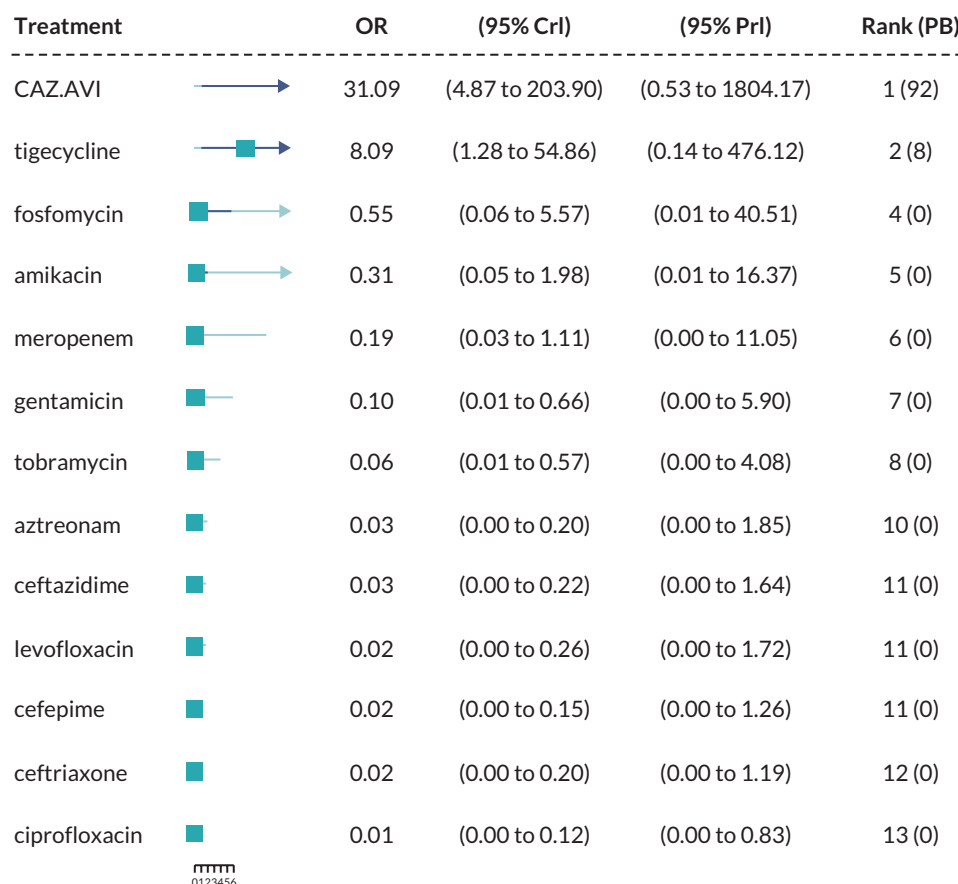 Treatment OR (95% Crl) (95% Prl) Rank (PB)
CAZ.AVI 31.09 (4.87 to 203.90) (0.53 to 1804.17) 1 (92)
tigecycline 8.09 (1.28 to 54.86) (0.14 to 476.12) 2 (8)
fosfomycin 0.55 (0.06 to 5.57) (0.01 to 40.51) 4 (0)
amikacin 0.31 (0.05 to 1.98) (0.01 to 16.37) 5 (0)
meropenem 0.19 (0.03 to 1.11) (0.00 to 11.05) 6 (0)
gentamicin 0.10 (0.01 to 0.66) (0.00 to 5.90) 7 (0)
tobramycin 0.06 (0.01 to 0.57) (0.00 to 4.08) 8 (0)
aztreonam 0.03 (0.00 to 0.20) (0.00 to 1.85) 10 (0)
ceftazidime 0.03 (0.00 to 0.22) (0.00 to 1.64) 11 (0)
levofloxacin 0.02 (0.00 to 0.26) (0.00 to 1.72) 11 (0)
cefepime 0.02 (0.00 to 0.15) (0.00 to 1.26) 11 (0)
ceftriaxone 0.02 (0.00 to 0.20) (0.00 to 1.19) 12 (0)
ciprofloxacin 0.01 (0.00 to 0.12) (0.00 to 0.83) 13 (0)
0123456